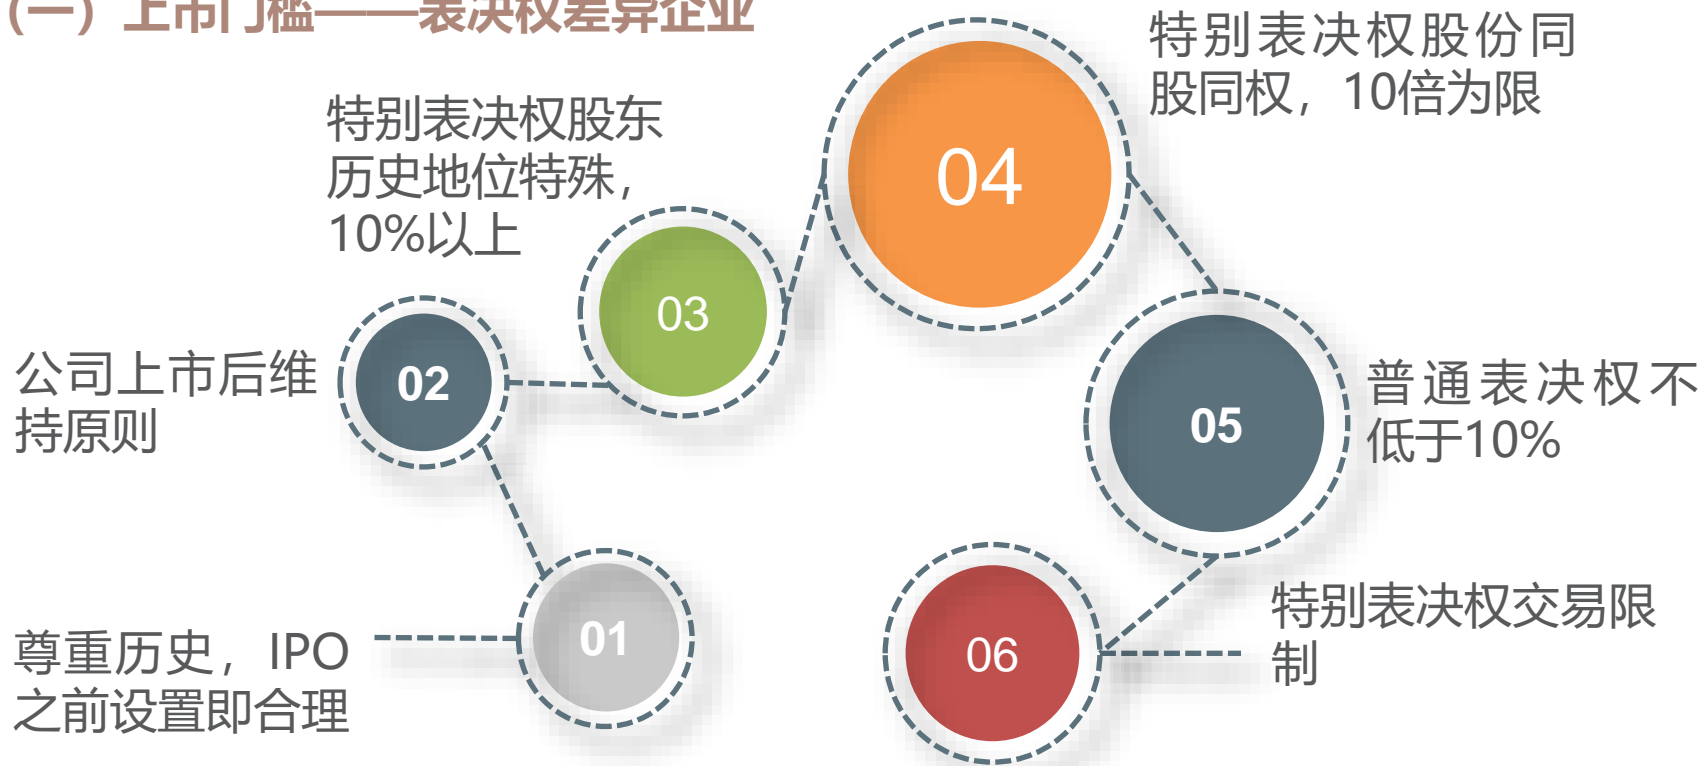 (一) 上市门槛——表决权差异企业
01
尊重历史，IPO
之前设置即合理
02
公司上市后维
持原则
03
特别表决权股东
历史地位特殊，
10%以上
04
特别表决权股份同
股同权，10倍为限
05
普通表决权不
低于10%
06
特别表决权交易限
制